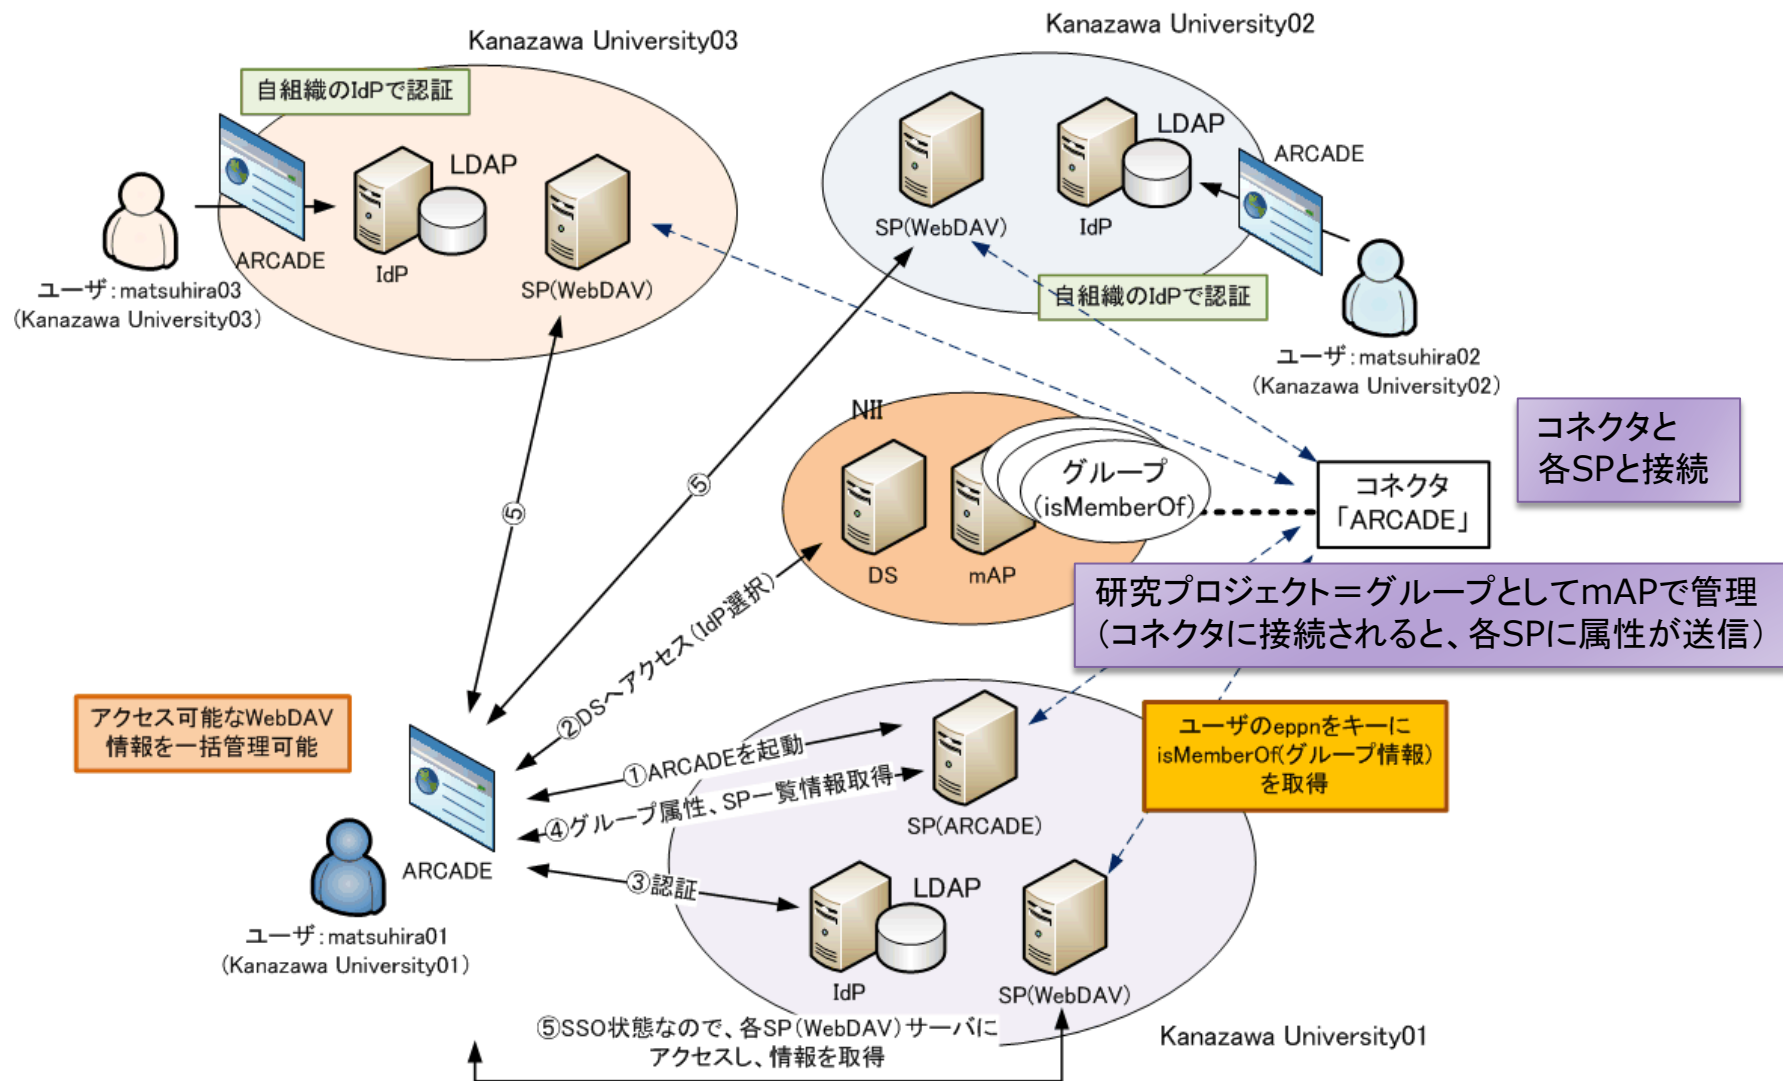 Kanazawa University03
自組織のIdPで認証
LDAP
IdP
SP(WebDAV)
ARCADE
ユーザ:matsuhira03
(Kanazawa University03)
Kanazawa University02
LDAP
ARCADE
SP(WebDAV)
IdP
自組織のIdPで認証
ユーザ:matsuhira02
(Kanazawa University02)
NII
グループ
(isMemberOf)
DS
mAP
コネクタ
「ARCADE」
コネクタと
各SPと接続
研究プロジェクト＝グループとしてmAPで管理
(コネクタに接続されると、各SPに属性が送信)
⑤
⑤
②DSへアクセス(IdP選択)
①ARCADEを起動
④グループ属性、SP一覧情報取得
③認証
アクセス可能なWebDAV
情報を一括管理可能
ARCADE
ユーザ:matsuhira01
(Kanazawa University01)
SP(ARCADE)
ユーザのeppnをキーに
isMemberOf(グループ情報)
を取得
LDAP
IdP
SP(WebDAV)
Kanazawa University01
⑤SSO状態なので、各SP(WebDAV)サーバに
アクセスし、情報を取得